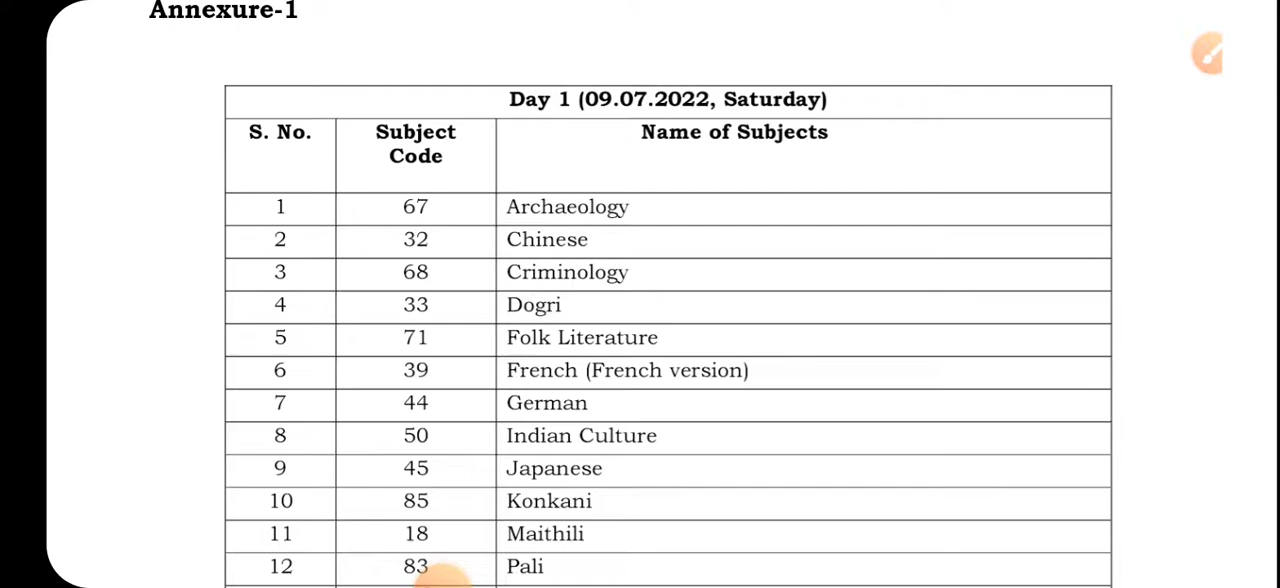 Annexure-1
Day 1 (09.07.2022, Saturday)
S. No. Subject Code Name of Subjects
1 67 Archaeology
2 32 Chinese
3 68 Criminology
4 33 Dogri
5 71 Folk Literature
6 39 French (French version)
7 44 German
8 50 Indian Culture
9 45 Japanese
10 85 Konkani
11 18 Maithili
12 83 Pali